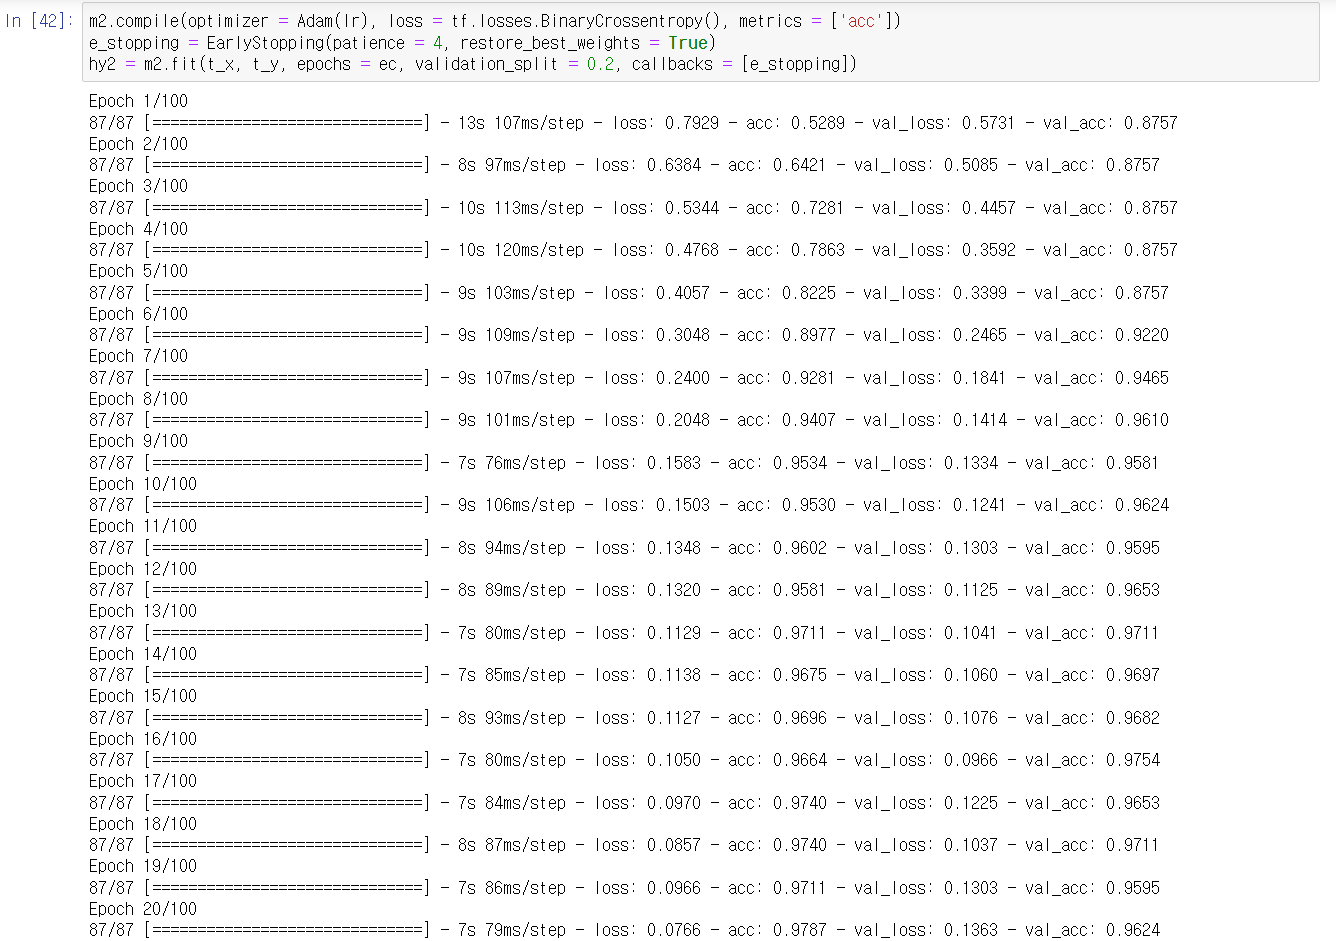 In [42]: m2.compile(optimizer = Adam(lr), loss = tf.losses.BinaryCrossentropy(), metrics = ['acc'])
e_stopping = EarlyStopping(patience = 4, restore_best_weights = True)
hy2 = m2.fit(t_x, t_y, epochs = ec, validation_split = 0.2, callbacks = [e_stopping])
Epoch 1/100
87/87 [==============================] - 13s 107ms/step - loss: 0.7929 - acc: 0.5289 - val_loss: 0.5731 - val_acc: 0.8757
Epoch 2/100
87/87 [==============================] - 8s 97ms/step - loss: 0.6384 - acc: 0.6421 - val_loss: 0.5085 - val_acc: 0.8757
Epoch 3/100
87/87 [==============================] - 10s 113ms/step - loss: 0.5344 - acc: 0.7281 - val_loss: 0.4457 - val_acc: 0.8757
Epoch 4/100
87/87 [==============================] - 10s 120ms/step - loss: 0.4768 - acc: 0.7863 - val_loss: 0.3592 - val_acc: 0.8757
Epoch 5/100
87/87 [==============================] - 9s 103ms/step - loss: 0.4057 - acc: 0.8225 - val_loss: 0.3399 - val_acc: 0.8757
Epoch 6/100
87/87 [==============================] - 9s 109ms/step - loss: 0.3048 - acc: 0.8977 - val_loss: 0.2465 - val_acc: 0.9220
Epoch 7/100
87/87 [==============================] - 9s 107ms/step - loss: 0.2400 - acc: 0.9281 - val_loss: 0.1841 - val_acc: 0.9465
Epoch 8/100
87/87 [==============================] - 9s 101ms/step - loss: 0.2048 - acc: 0.9407 - val_loss: 0.1414 - val_acc: 0.9610
Epoch 9/100
87/87 [==============================] - 7s 76ms/step - loss: 0.1583 - acc: 0.9534 - val_loss: 0.1334 - val_acc: 0.9581
Epoch 10/100
87/87 [==============================] - 9s 106ms/step - loss: 0.1503 - acc: 0.9530 - val_loss: 0.1241 - val_acc: 0.9624
Epoch 11/100
87/87 [==============================] - 8s 94ms/step - loss: 0.1348 - acc: 0.9602 - val_loss: 0.1303 - val_acc: 0.9595
Epoch 12/100
87/87 [==============================] - 8s 89ms/step - loss: 0.1320 - acc: 0.9581 - val_loss: 0.1125 - val_acc: 0.9653
Epoch 13/100
87/87 [==============================] - 7s 80ms/step - loss: 0.1129 - acc: 0.9711 - val_loss: 0.1041 - val_acc: 0.9711
Epoch 14/100
87/87 [==============================] - 7s 85ms/step - loss: 0.1138 - acc: 0.9675 - val_loss: 0.1060 - val_acc: 0.9697
Epoch 15/100
87/87 [==============================] - 8s 93ms/step - loss: 0.1127 - acc: 0.9696 - val_loss: 0.1076 - val_acc: 0.9682
Epoch 16/100
87/87 [==============================] - 7s 80ms/step - loss: 0.1050 - acc: 0.9664 - val_loss: 0.0966 - val_acc: 0.9754
Epoch 17/100
87/87 [==============================] - 7s 84ms/step - loss: 0.0970 - acc: 0.9740 - val_loss: 0.1225 - val_acc: 0.9653
Epoch 18/100
87/87 [==============================] - 8s 87ms/step - loss: 0.0857 - acc: 0.9740 - val_loss: 0.1037 - val_acc: 0.9711
Epoch 19/100
87/87 [==============================] - 7s 86ms/step - loss: 0.0966 - acc: 0.9711 - val_loss: 0.1303 - val_acc: 0.9595
Epoch 20/100
87/87 [==============================] - 7s 79ms/step - loss: 0.0766 - acc: 0.9787 - val_loss: 0.1363 - val_acc: 0.9624